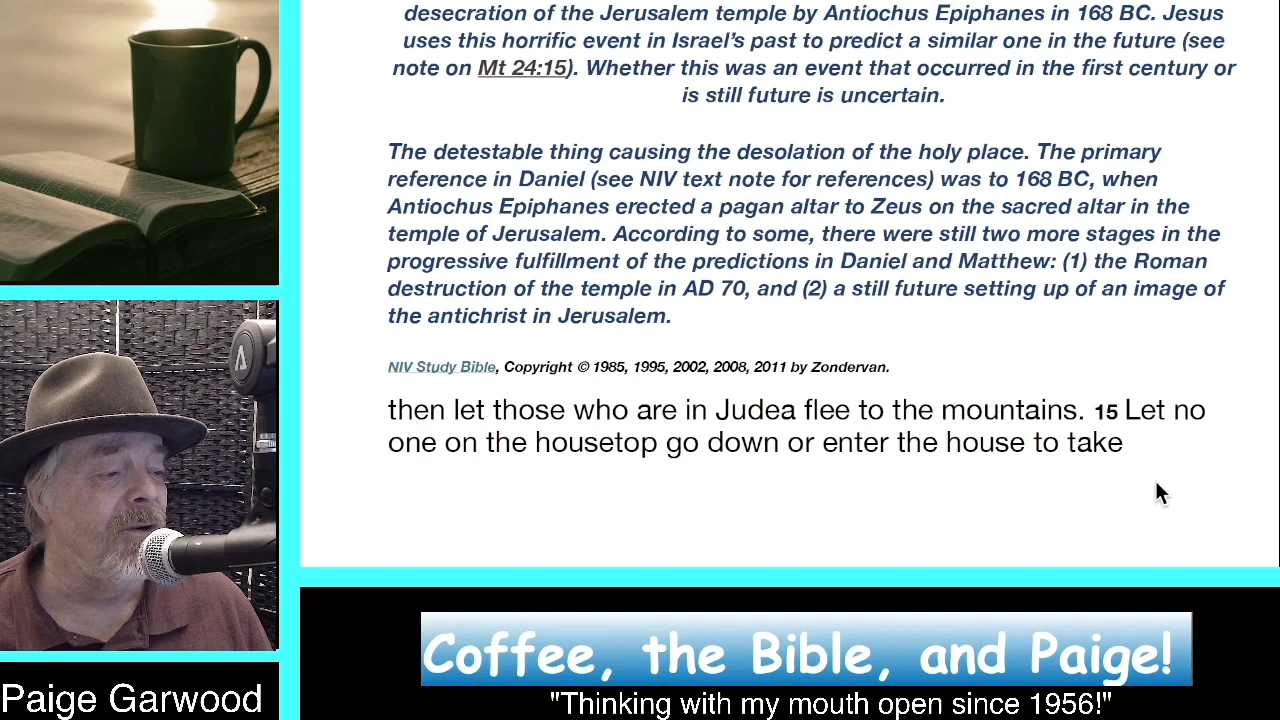 desecration of the Jerusalem temple by Antiochus Epiphanes in 168 BC. Jesus
uses this horrific event in Israel's past to predict a similar one in the future (see
note on Mt 24:15). Whether this was an event that occurred in the first century or
is still future is uncertain.
The detestable thing causing the desolation of the holy place. The primary
reference in Daniel (see NIV text note for references) was to 168 BC, when
Antiochus Epiphanes erected a pagan altar to Zeus on the sacred altar in the
temple of Jerusalem. According to some, there were still two more stages in the
progressive fulfillment of the predictions in Daniel and Matthew: (1) the Roman
destruction of the temple in AD 70, and (2) a still future setting up of an image of
the antichrist in Jerusalem.
NIV Study Bible, Copyright © 1985, 1995, 2002, 2008, 2011 by Zondervan.
then let those who are in Judea flee to the mountains. 15 Let no
one on the housetop go down or enter the house to take
Coffee, the Bible, and Paige!
"Thinking with my mouth open since 1956!"
Paige Garwood